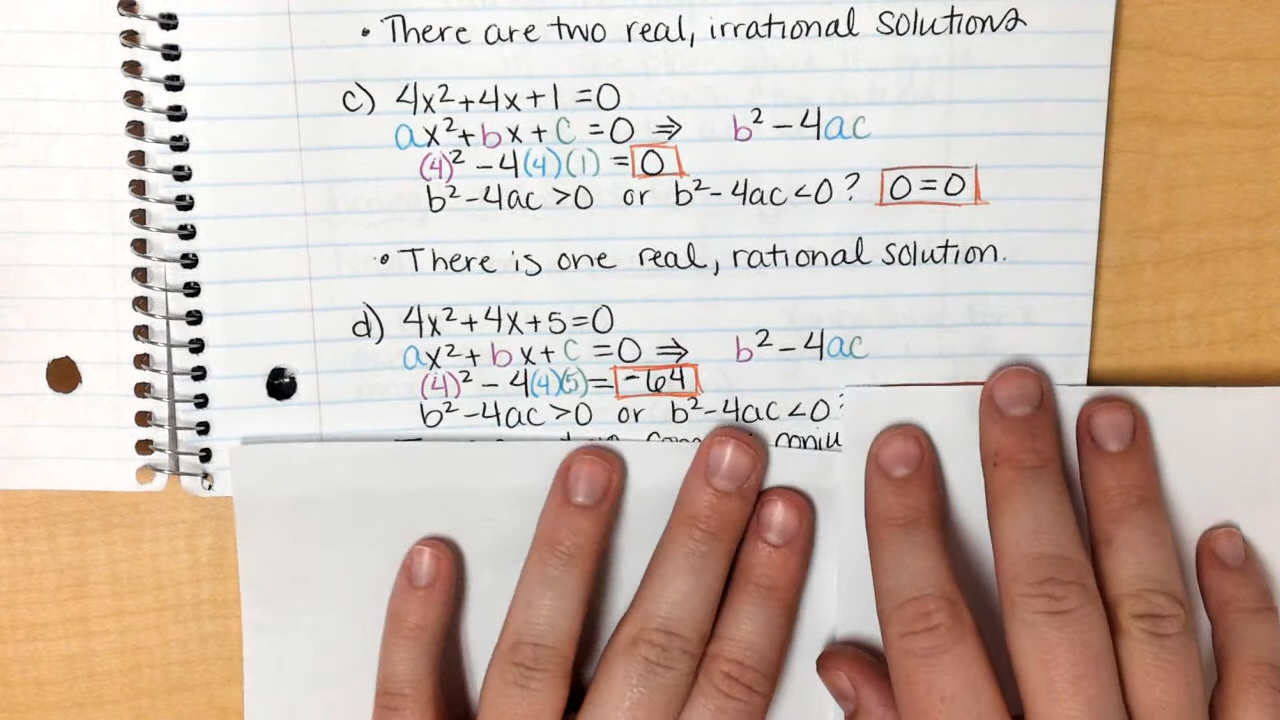 • There are two real, irrational solutions
c) 4x²+4x+1=0
ax²+bx+c=0 ⇒ b²-4ac
(4)²-4(4)(1)=0
b²-4ac>0 or b²-4ac<0? 0=0
• There is one real, rational solution.
d) 4x²+4x+5=0
ax²+bx+c=0 ⇒ b²-4ac
(4)²-4(4)(5)=-64
b²-4ac>0 or b²-4ac<0?